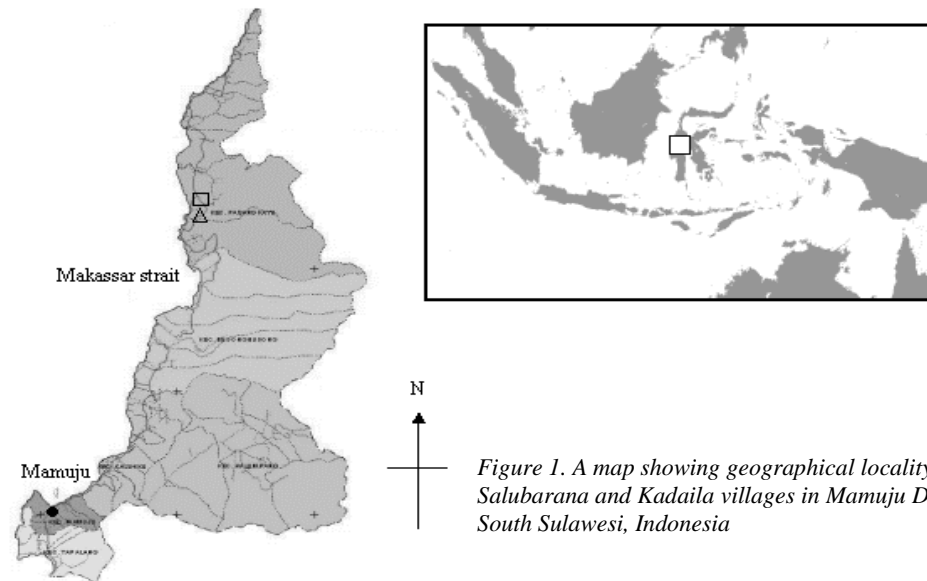 Makassar strait
Mamuju
N
Figure 1. A map showing geographical locality
Salubarana and Kadaila villages in Mamuju D
South Sulawesi, Indonesia